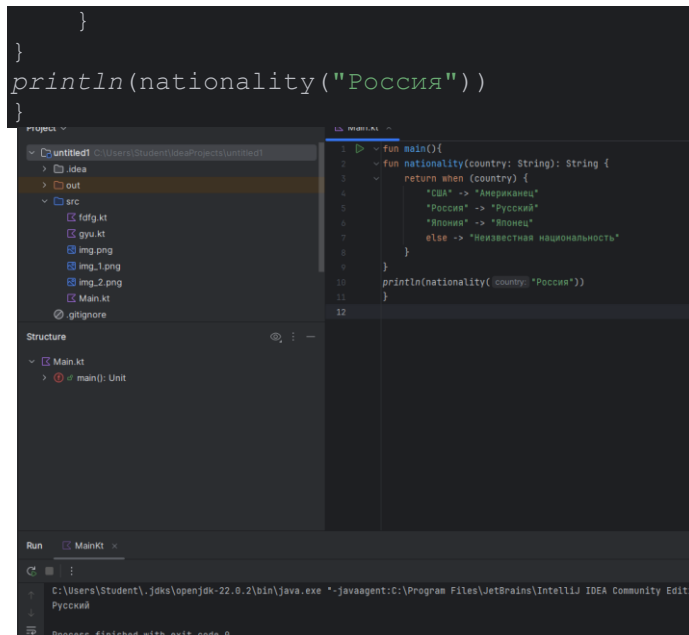 }
}
println(nationality("Россия"))
}
Project
Main.kt
untitled1 C:\Users\Student\IdeaProjects\untitled1
.idea
out
src
fdfg.kt
gyu.kt
img.png
img_1.png
img_2.png
Main.kt
.gitignore
1 fun main(){
2 fun nationality(country: String): String {
3 return when (country) {
4 "США" -> "Американец"
5 "Россия" -> "Русский"
6 "Япония" -> "Японец"
7 else -> "Неизвестная национальность"
8 }
9 }
10 println(nationality( country: "Россия"))
11 }
12
Structure
Main.kt
main(): Unit
Run MainKt
C:\Users\Student\.jdks\openjdk-22.0.2\bin\java.exe "-javaagent:C:\Program Files\JetBrains\IntelliJ IDEA Community Edit
Русский
Process finished with exit code 0